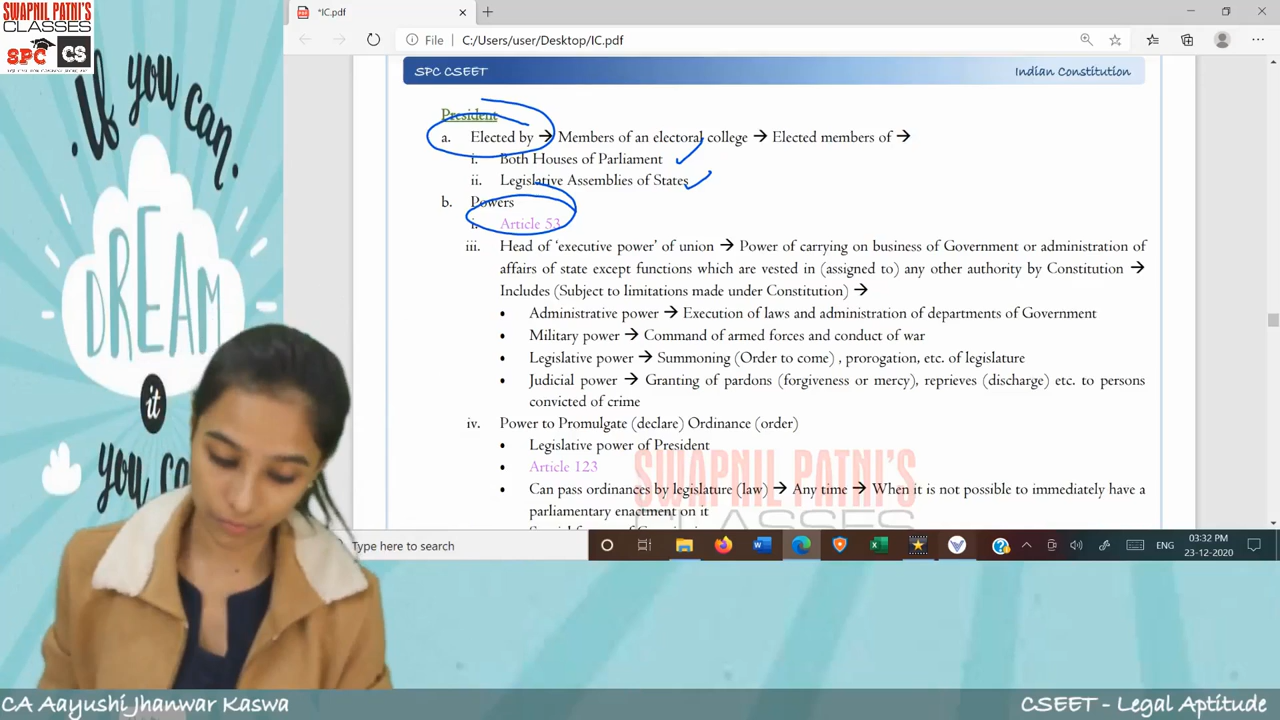 SWAPNIL PATNI'S
CLASSES
SPC CS
*IC.pdf
File C:/Users/user/Desktop/IC.pdf
SPC CSEET Indian Constitution
President
a. Elected by → Members of an electoral college → Elected members of →
i. Both Houses of Parliament
ii. Legislative Assemblies of States
b. Powers
i. Article 53
iii. Head of ‘executive power’ of union → Power of carrying on business of Government or administration of
affairs of state except functions which are vested in (assigned to) any other authority by Constitution →
Includes (Subject to limitations made under Constitution) →
• Administrative power → Execution of laws and administration of departments of Government
• Military power → Command of armed forces and conduct of war
• Legislative power → Summoning (Order to come) , prorogation, etc. of legislature
• Judicial power → Granting of pardons (forgiveness or mercy), reprieves (discharge) etc. to persons
convicted of crime
iv. Power to Promulgate (declare) Ordinance (order)
• Legislative power of President
• Article 123
• Can pass ordinances by legislature (law) → Any time → When it is not possible to immediately have a
parliamentary enactment on it
SWAPNIL PATNI'S
CLASSES
if you can.
DREAM
it
you ca
Type here to search
ENG
03:32 PM
23-12-2020
CA Aayushi Jhanwar Kaswa
CSEET - Legal Aptitude